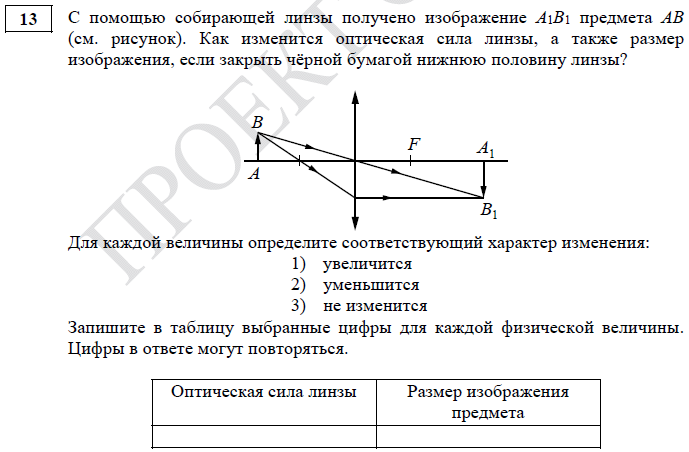 13
С помощью собирающей линзы получено изображение A₁B₁ предмета AB
(см. рисунок). Как изменится оптическая сила линзы, а также размер
изображения, если закрыть чёрной бумагой нижнюю половину линзы?
B
F
A₁
A
B₁
Для каждой величины определите соответствующий характер изменения:
1) увеличится
2) уменьшится
3) не изменится
Запишите в таблицу выбранные цифры для каждой физической величины.
Цифры в ответе могут повторяться.
Оптическая сила линзы
Размер изображения
предмета
ПРОЕКТ